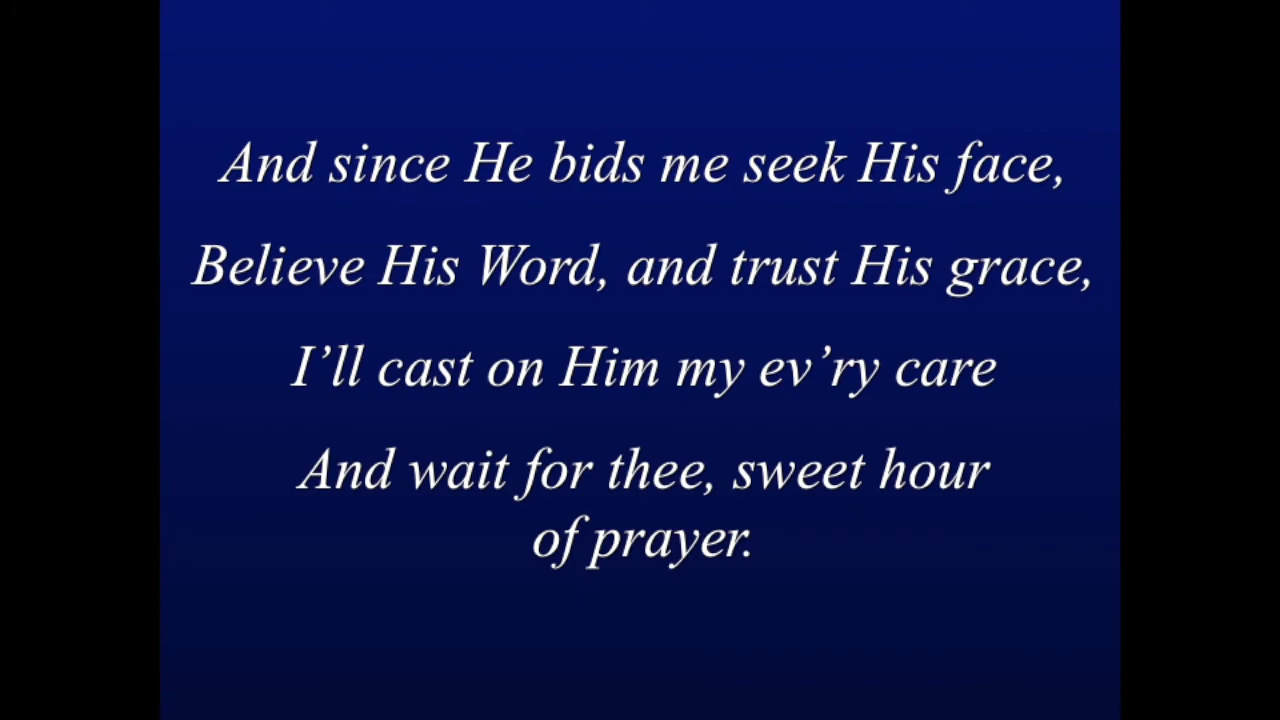 And since He bids me seek His face,
Believe His Word, and trust His grace,
I’ll cast on Him my ev’ry care
And wait for thee, sweet hour
of prayer.